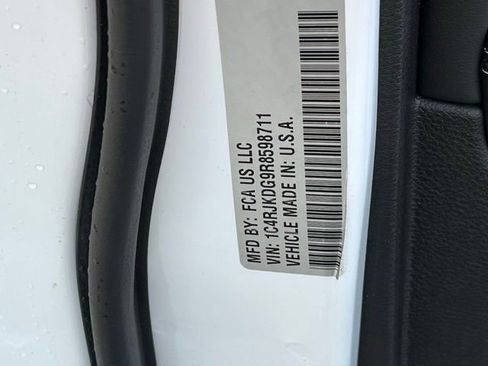 MFD BY: FCA US LLC
VIN: 1C4RJKDG9R8598711
VEHICLE MADE IN: U.S.A.